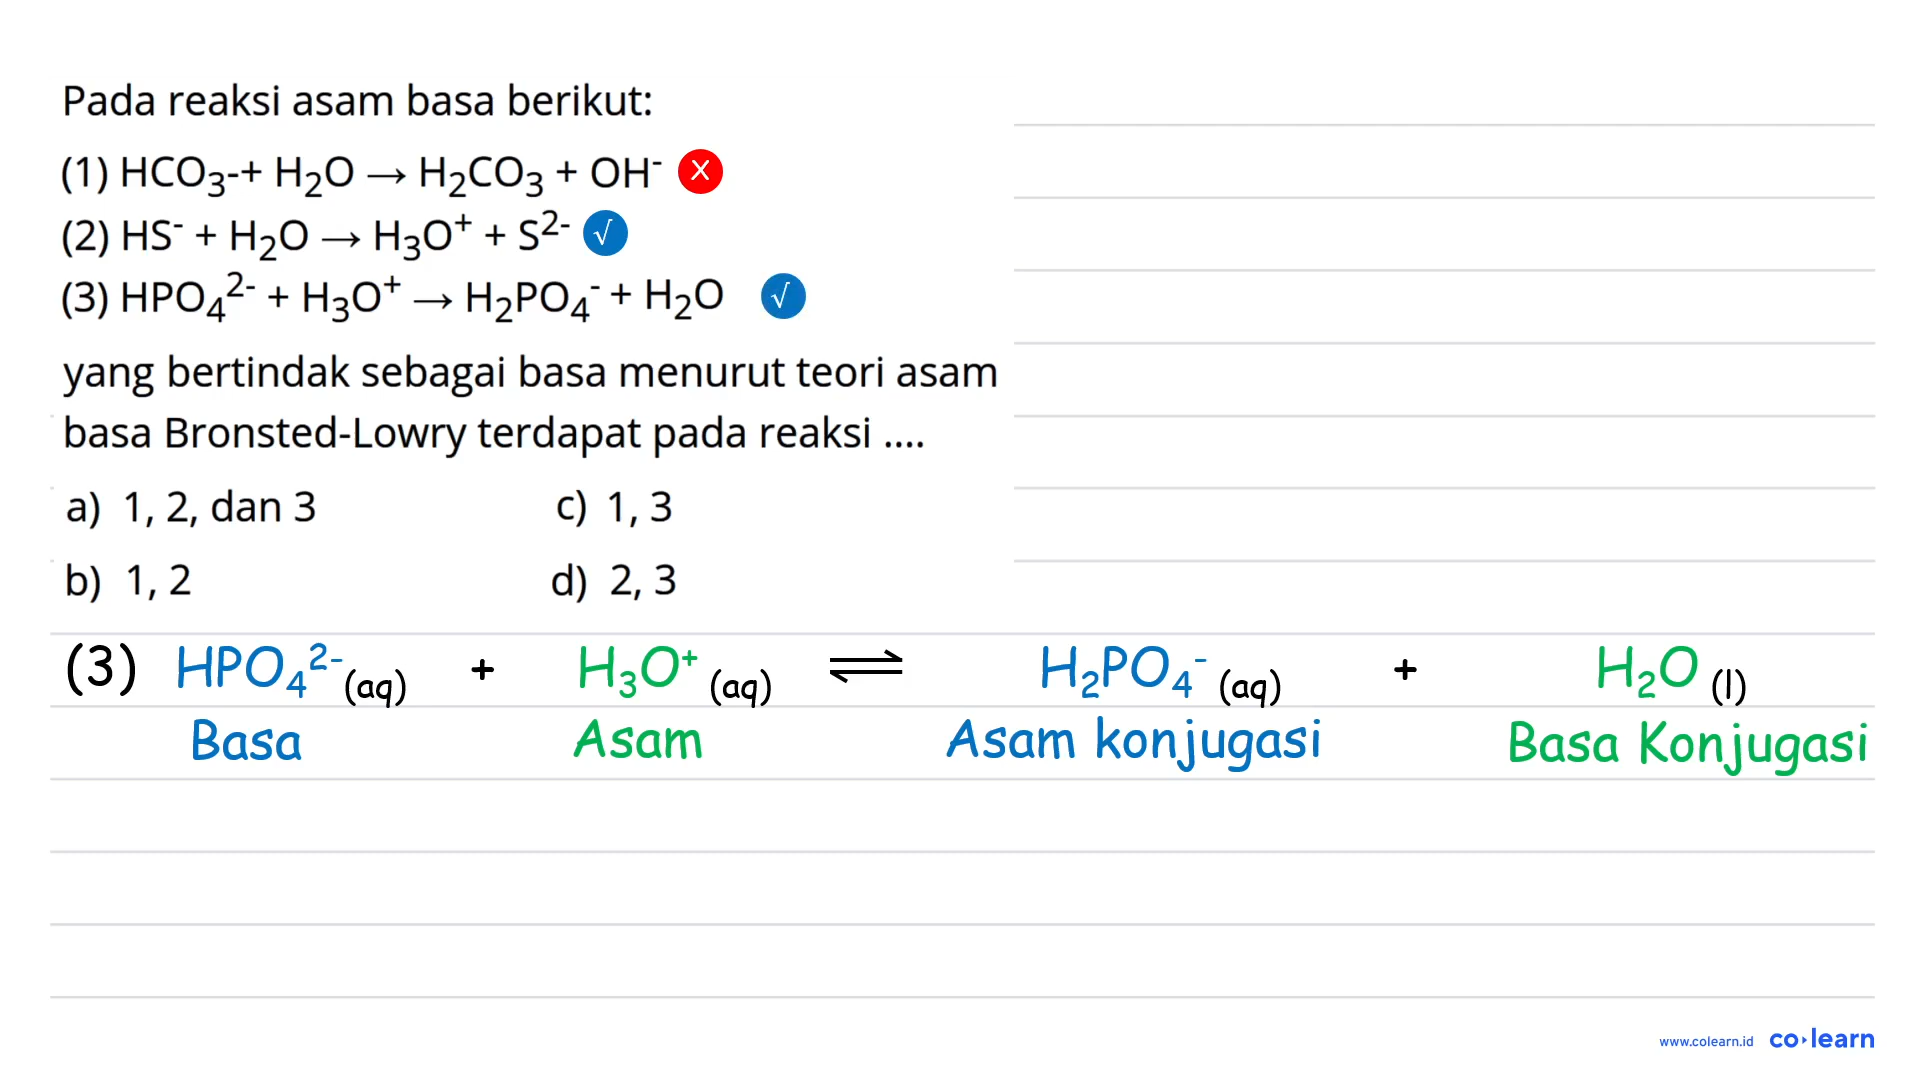 Pada reaksi asam basa berikut:
(1) HCO₃-+ H₂O → H₂CO₃ + OH⁻ X
(2) HS⁻ + H₂O → H₃O⁺ + S²⁻ √
(3) HPO₄²⁻ + H₃O⁺ → H₂PO₄⁻ + H₂O √
yang bertindak sebagai basa menurut teori asam
basa Bronsted-Lowry terdapat pada reaksi ....
a) 1, 2, dan 3 c) 1, 3
b) 1, 2 d) 2, 3
(3) HPO₄²⁻ (aq) + H₃O⁺ (aq) ⇌ H₂PO₄⁻ (aq) + H₂O (l)
Basa Asam Asam konjugasi Basa Konjugasi
www.colearn.id co·learn